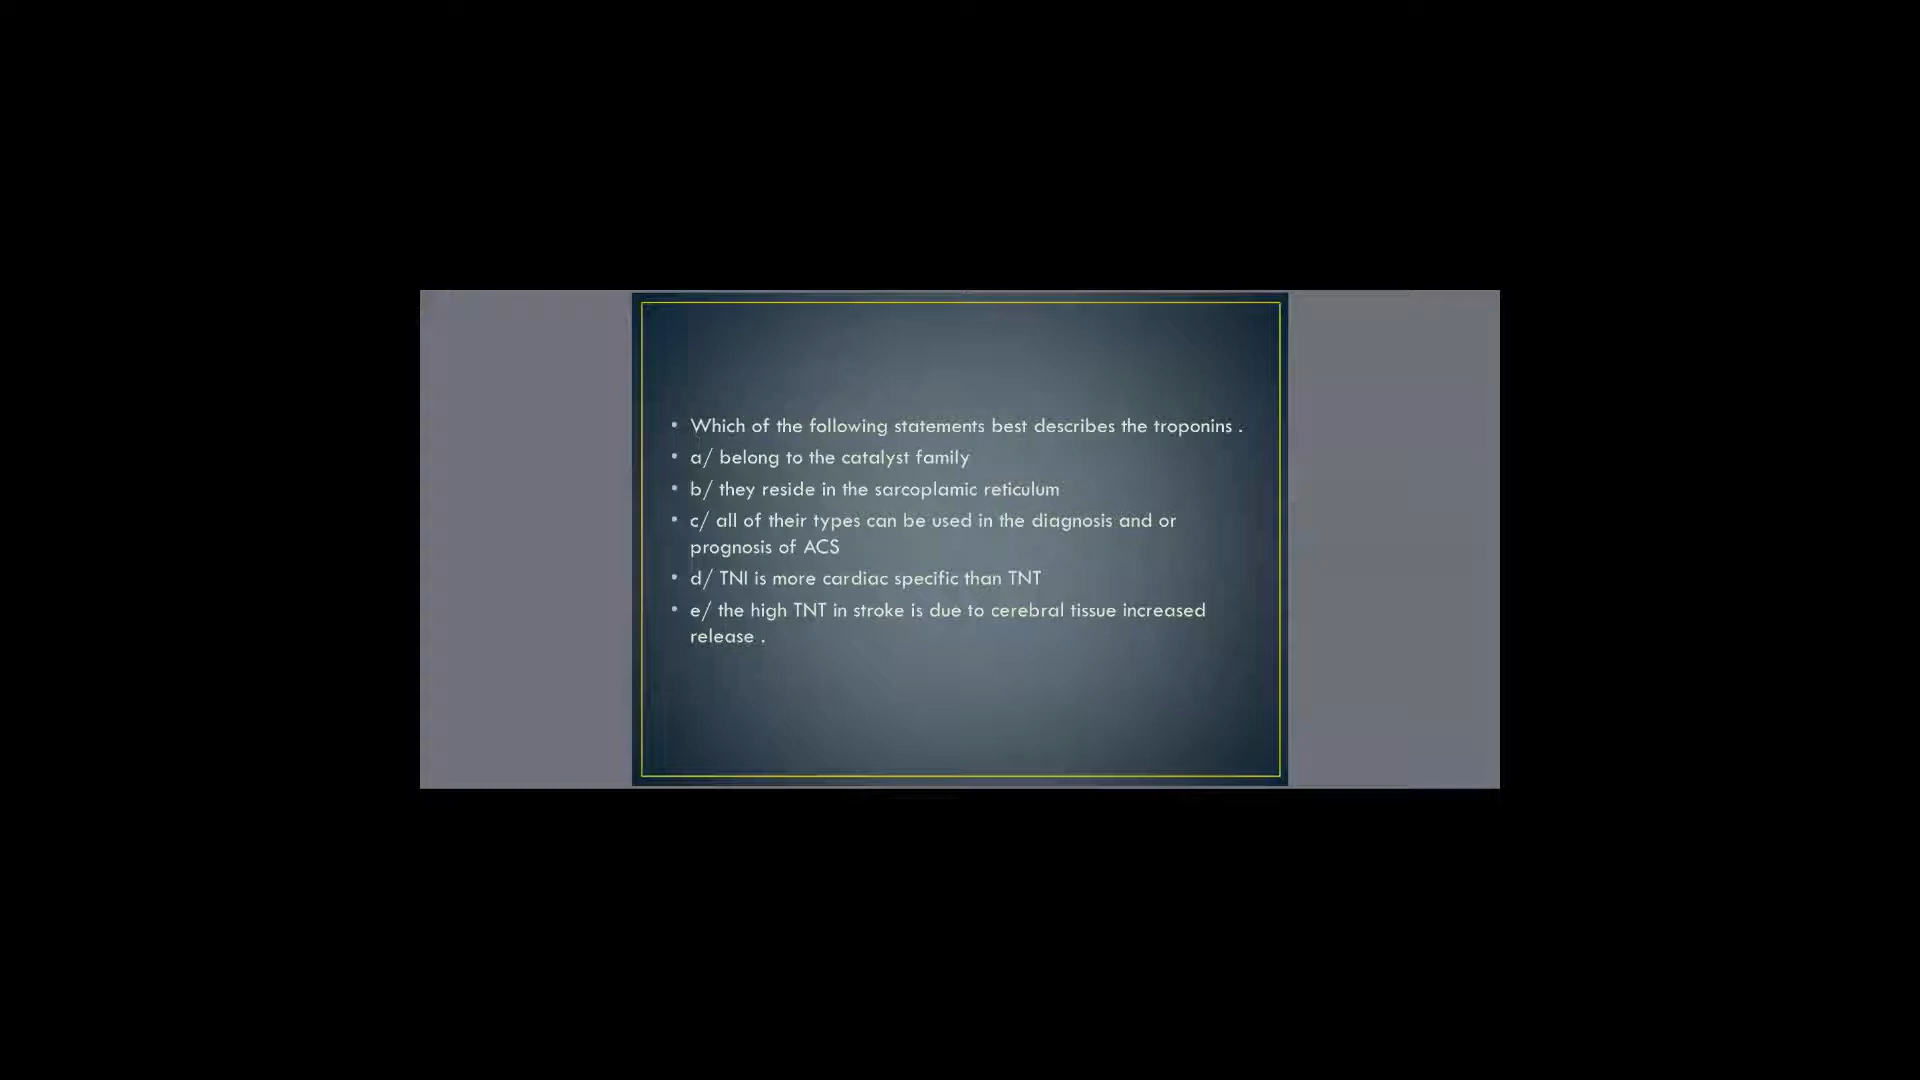 • Which of the following statements best describes the troponins .
• a/ belong to the catalyst family
• b/ they reside in the sarcoplamic reticulum
• c/ all of their types can be used in the diagnosis and or
prognosis of ACS
• d/ TNI is more cardiac specific than TNT
• e/ the high TNT in stroke is due to cerebral tissue increased
release .